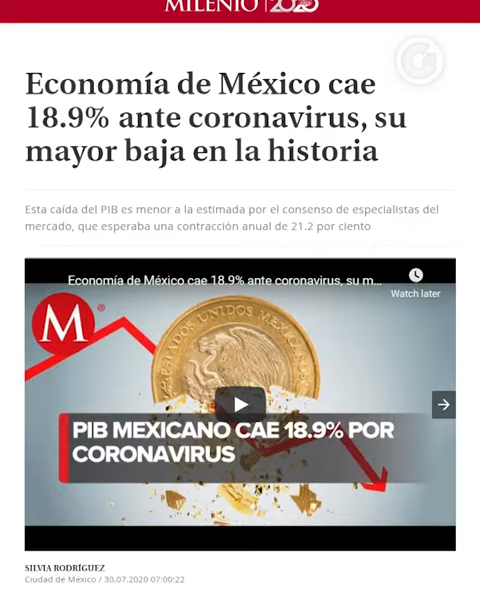 MILENIO | 2020
Economía de México cae
18.9% ante coronavirus, su
mayor baja en la historia
Esta caída del PIB es menor a la estimada por el consenso de especialistas del
mercado, que esperaba una contracción anual de 21.2 por ciento
Economía de México cae 18.9% ante coronavirus, su m...
Watch later
M®
ESTADOS UNIDOS MEXICANOS
PIB MEXICANO CAE 18.9% POR
CORONAVIRUS
SILVIA RODRÍGUEZ
Ciudad de México / 30.07.2020 07:00:22